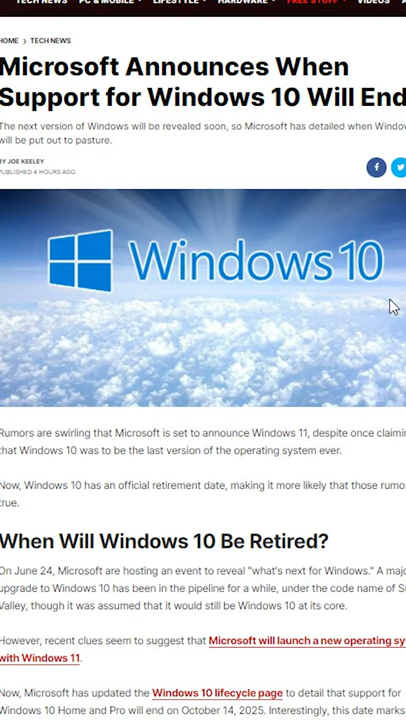 TECH NEWS PC & MOBILE LIFESTYLE HARDWARE FREE STUFF VIDEOS
HOME > TECH NEWS
Microsoft Announces When
Support for Windows 10 Will End
The next version of Windows will be revealed soon, so Microsoft has detailed when
will be put out to pasture.
BY JOE KEELEY
PUBLISHED 4 HOURS AGO
Windows 10
Rumors are swirling that Microsoft is set to announce Windows 11, despite once
that Windows 10 was to be the last version of the operating system ever.
Now, Windows 10 has an official retirement date, making it more likely that those
true.
When Will Windows 10 Be Retired?
On June 24, Microsoft are hosting an event to reveal "what's next for Windows." A
upgrade to Windows 10 has been in the pipeline for a while, under the code name of
Valley, though it was assumed that it would still be Windows 10 at its core.
However, recent clues seem to suggest that Microsoft will launch a new operating
with Windows 11.
Now, Microsoft has updated the Windows 10 lifecycle page to detail that support for
Windows 10 Home and Pro will end on October 14, 2025. Interestingly, this date marks